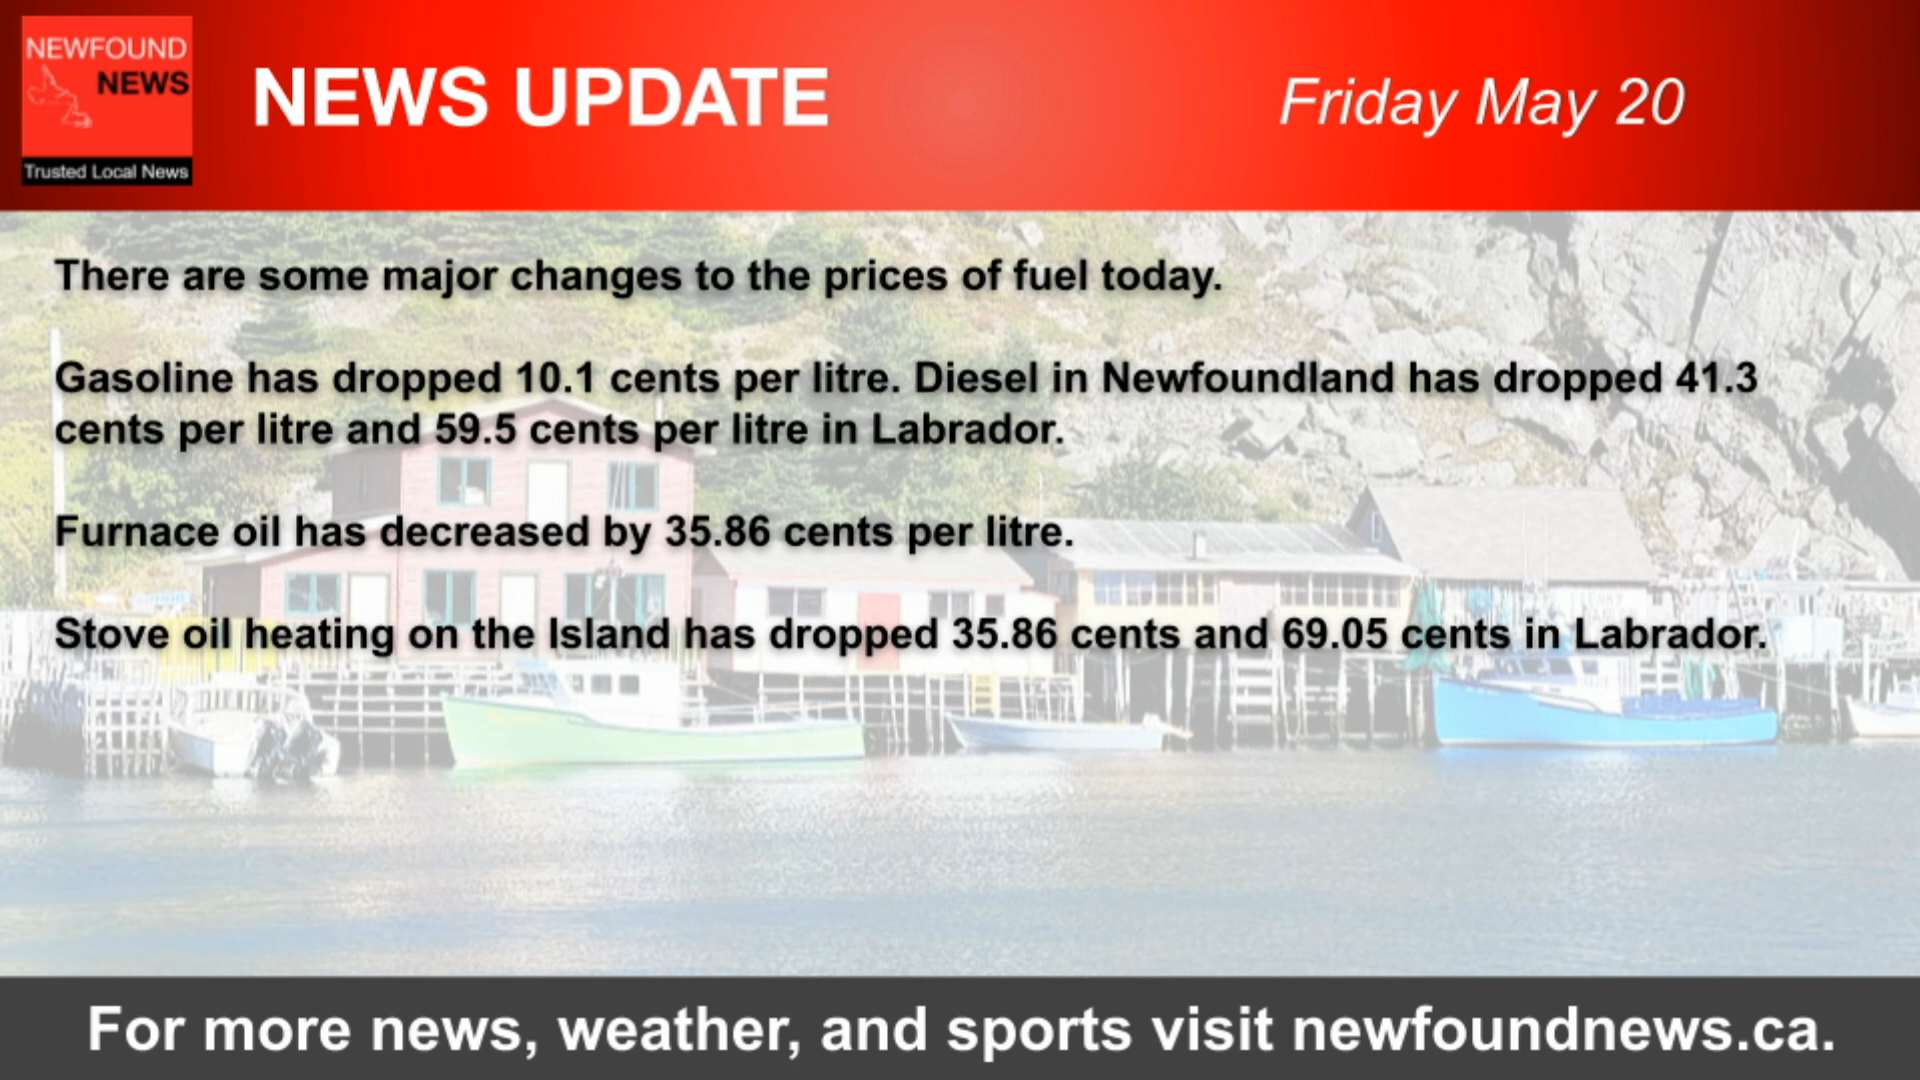 NEWFOUND
NEWS
Trusted Local News
NEWS UPDATE
Friday May 20
There are some major changes to the prices of fuel today.
Gasoline has dropped 10.1 cents per litre. Diesel in Newfoundland has dropped 41.3
cents per litre and 59.5 cents per litre in Labrador.
Furnace oil has decreased by 35.86 cents per litre.
Stove oil heating on the Island has dropped 35.86 cents and 69.05 cents in Labrador.
For more news, weather, and sports visit newfoundnews.ca.